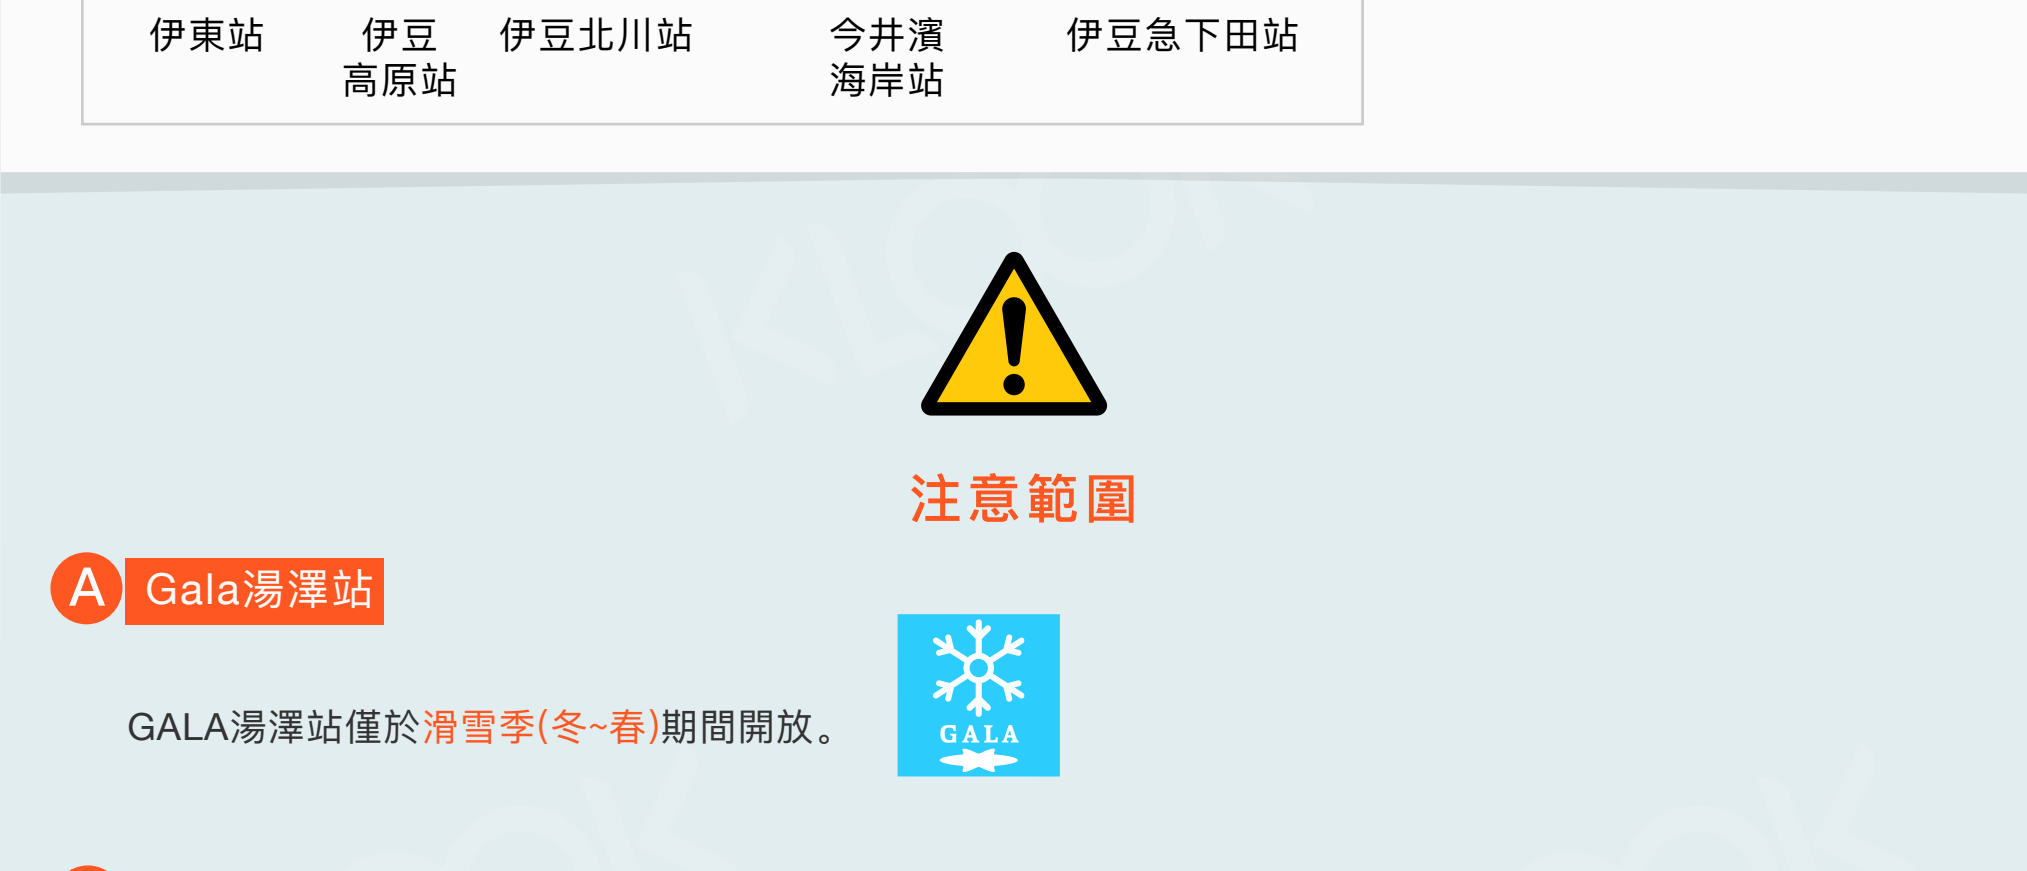 伊東站 伊豆 伊豆北川站 今井濱 伊豆急下田站
高原站 海岸站
KLOOK
注意範圍
A Gala湯澤站
GALA湯澤站僅於滑雪季(冬~春)期間開放。
GALA